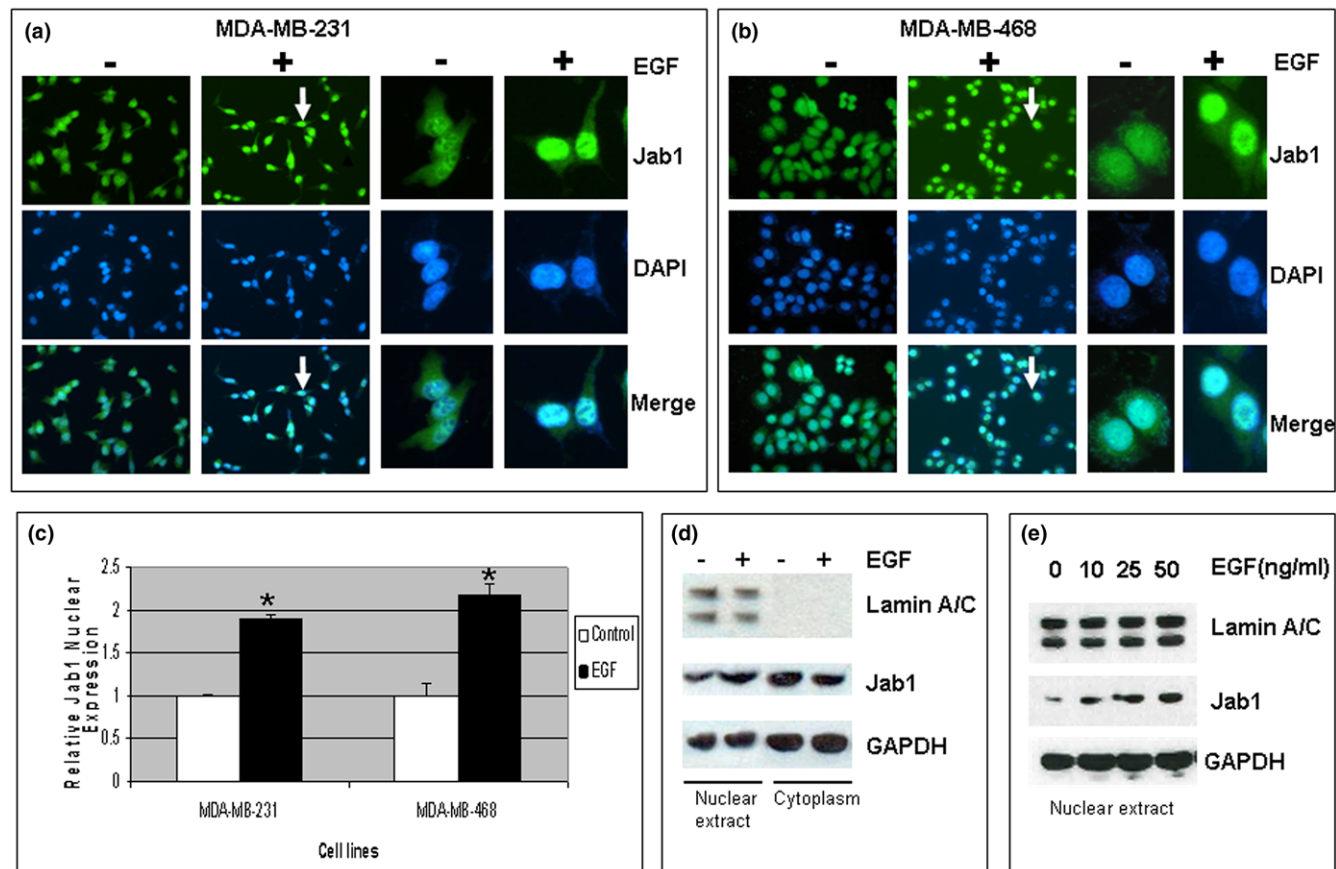 (a) MDA-MB-231
- + - + EGF
Jab1
DAPI
Merge
(b) MDA-MB-468
- + - + EGF
Jab1
DAPI
Merge
(c)
Relative Jab1 Nuclear
Expression
2.5
2
1.5
1
0.5
0
* *
Control
EGF
MDA-MB-231 MDA-MB-468
Cell lines
(d)
- + - + EGF
Lamin A/C
Jab1
GAPDH
Nuclear
extract
Cytoplasm
(e)
0 10 25 50 EGF(ng/ml)
Lamin A/C
Jab1
GAPDH
Nuclear extract